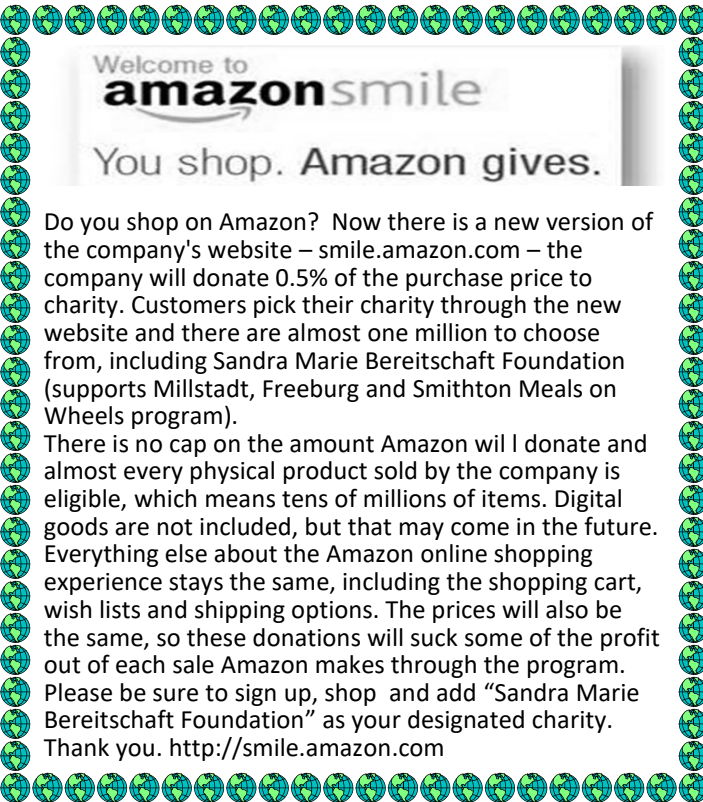 Welcome to
amazonsmile
You shop. Amazon gives.
Do you shop on Amazon?  Now there is a new version of
the company's website – smile.amazon.com – the
company will donate 0.5% of the purchase price to
charity. Customers pick their charity through the new
website and there are almost one million to choose
from, including Sandra Marie Bereitschaft Foundation
(supports Millstadt, Freeburg and Smithton Meals on
Wheels program).
There is no cap on the amount Amazon wil l donate and
almost every physical product sold by the company is
eligible, which means tens of millions of items. Digital
goods are not included, but that may come in the future.
Everything else about the Amazon online shopping
experience stays the same, including the shopping cart,
wish lists and shipping options. The prices will also be
the same, so these donations will suck some of the profit
out of each sale Amazon makes through the program.
Please be sure to sign up, shop  and add “Sandra Marie
Bereitschaft Foundation” as your designated charity.
Thank you. http://smile.amazon.com